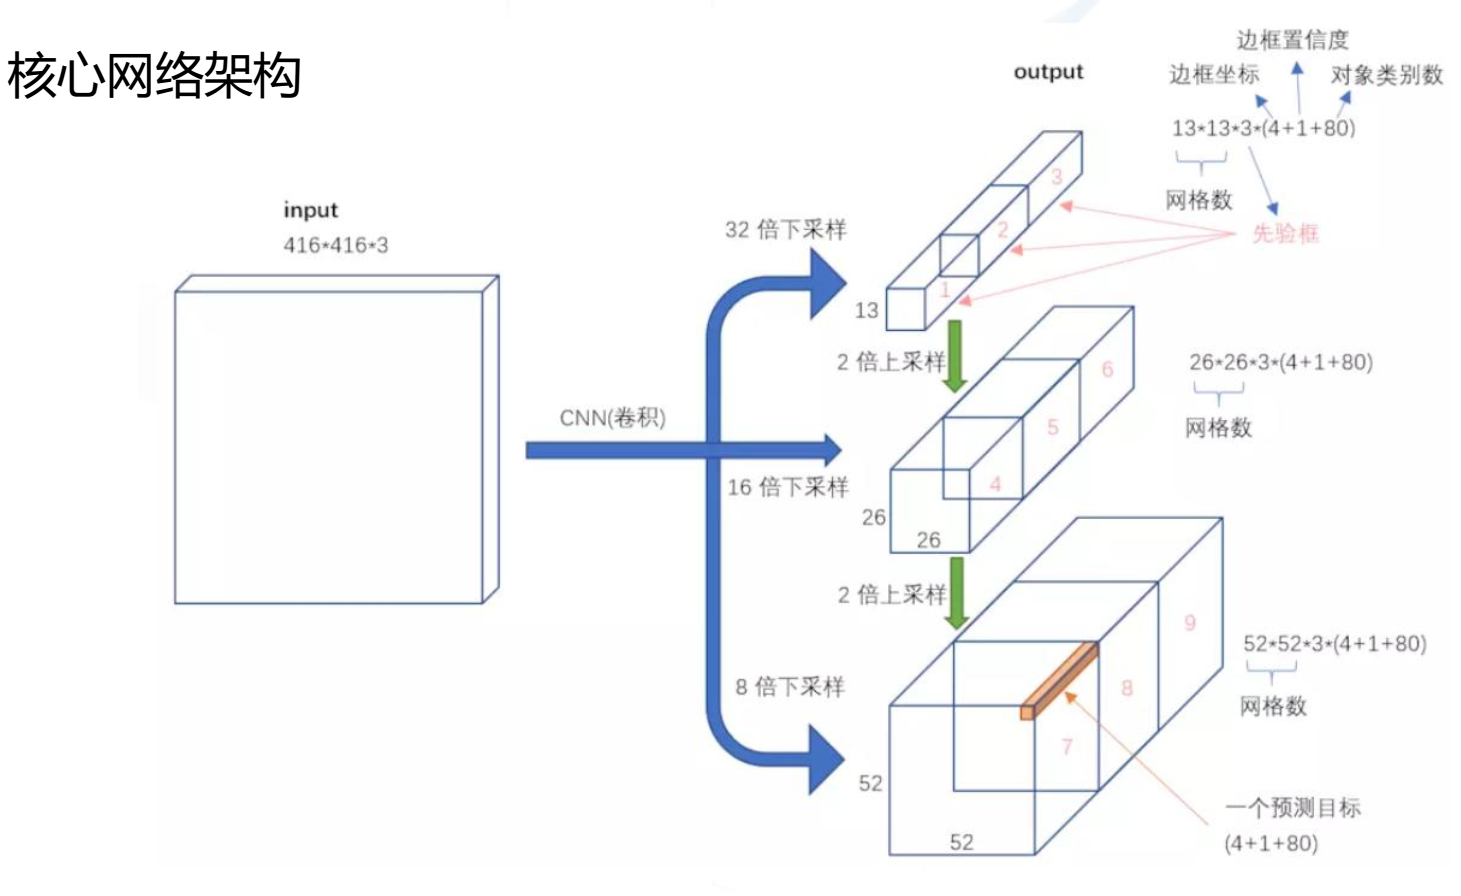 核心网络架构
input
416*416*3
CNN(卷积)
32 倍下采样
16 倍下采样
8 倍下采样
output
边框置信度
边框坐标
对象类别数
13*13*3*(4+1+80)
网格数
先验框
3
2
1
13
2 倍上采样
6
5
4
26
26
26*26*3*(4+1+80)
网格数
2 倍上采样
9
8
7
52
52
52*52*3*(4+1+80)
网格数
一个预测目标
(4+1+80)